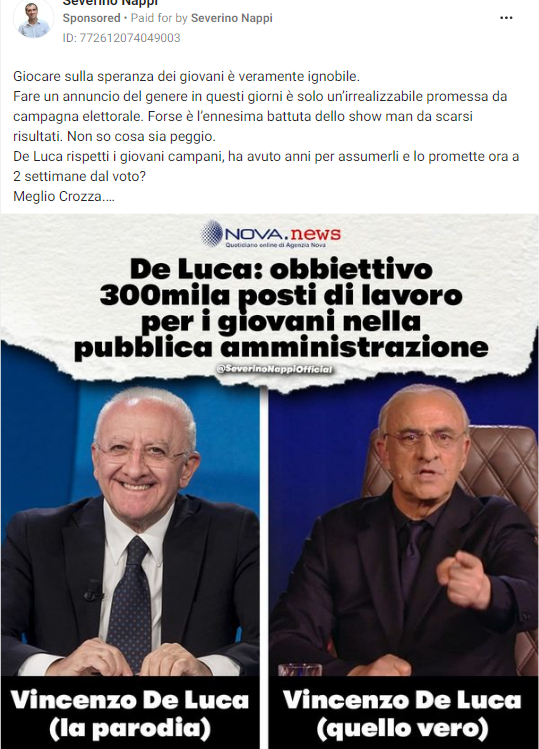 Severino Nappi
Sponsored • Paid for by Severino Nappi
ID: 772612074049003
Giocare sulla speranza dei giovani è veramente ignobile.
Fare un annuncio del genere in questi giorni è solo un'irrealizzabile promessa da
campagna elettorale. Forse è l'ennesima battuta dello show man da scarsi
risultati. Non so cosa sia peggio.
De Luca rispetti i giovani campani, ha avuto anni per assumerli e lo promette ora a
2 settimane dal voto?
Meglio Crozza....
NOVA.news
Quotidiano online di Agenzia Nova
De Luca: obbiettivo
300mila posti di lavoro
per i giovani nella
pubblica amministrazione
@SeverinoNappiOfficial
Vincenzo De Luca
(la parodia)
Vincenzo De Luca
(quello vero)